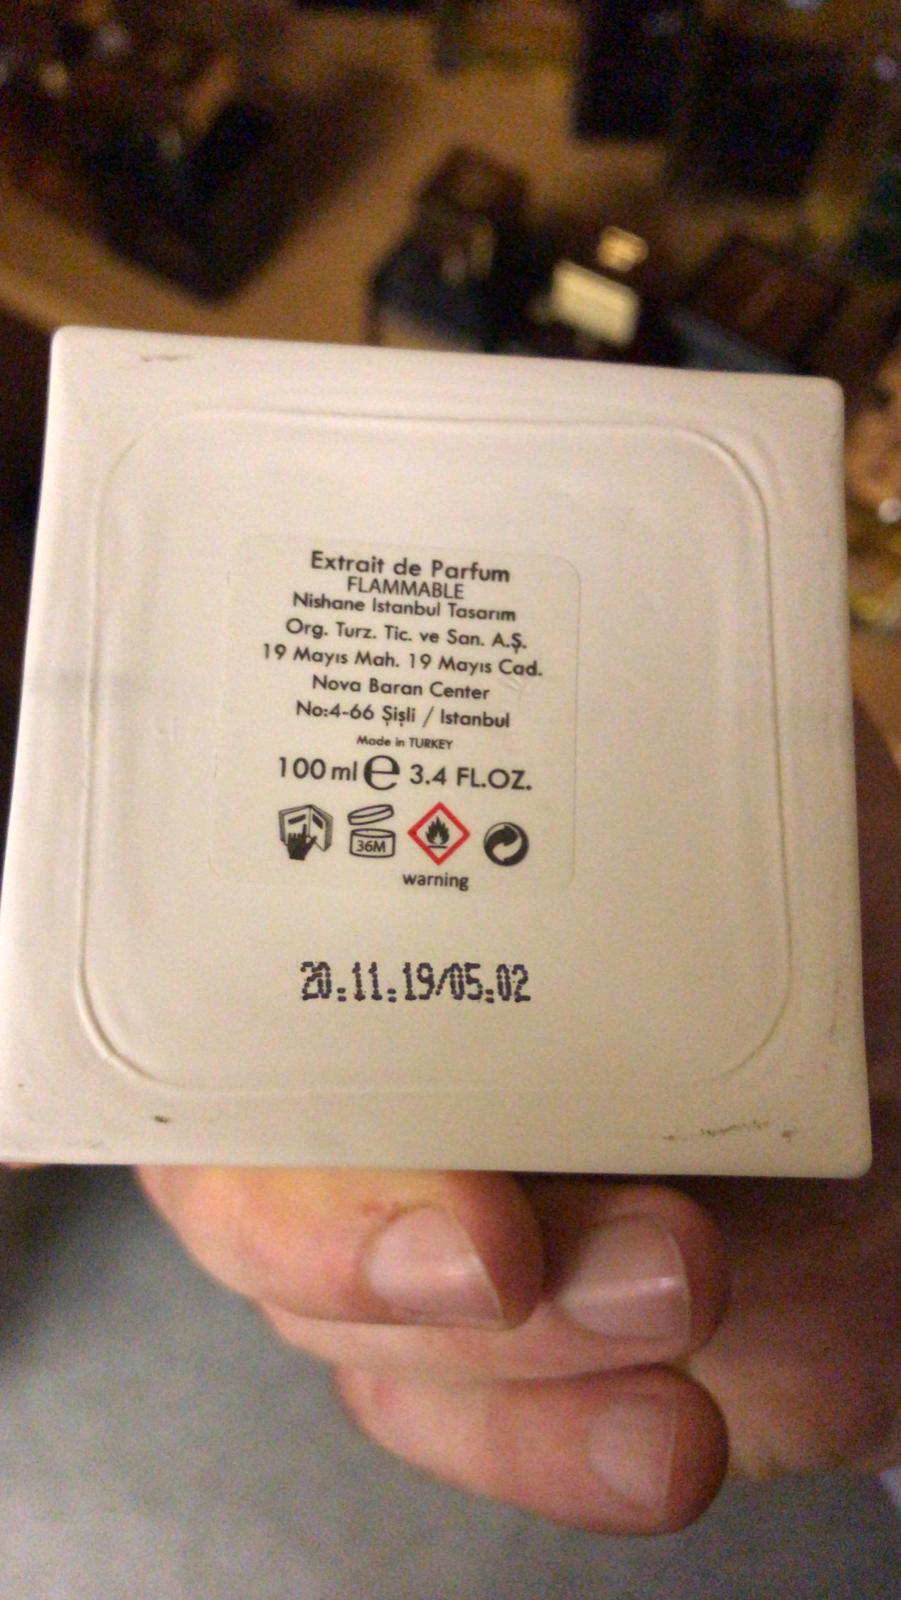 Extrait de Parfum
FLAMMABLE
Nishane Istanbul Tasarım
Org. Turz. Tic. ve San. A.Ş.
19 Mayıs Mah. 19 Mayıs Cad.
Nova Baran Center
No:4-66 Şişli / Istanbul
Made in TURKEY
100 ml e 3.4 FL.OZ.
36M
warning
20.11.19/05.02